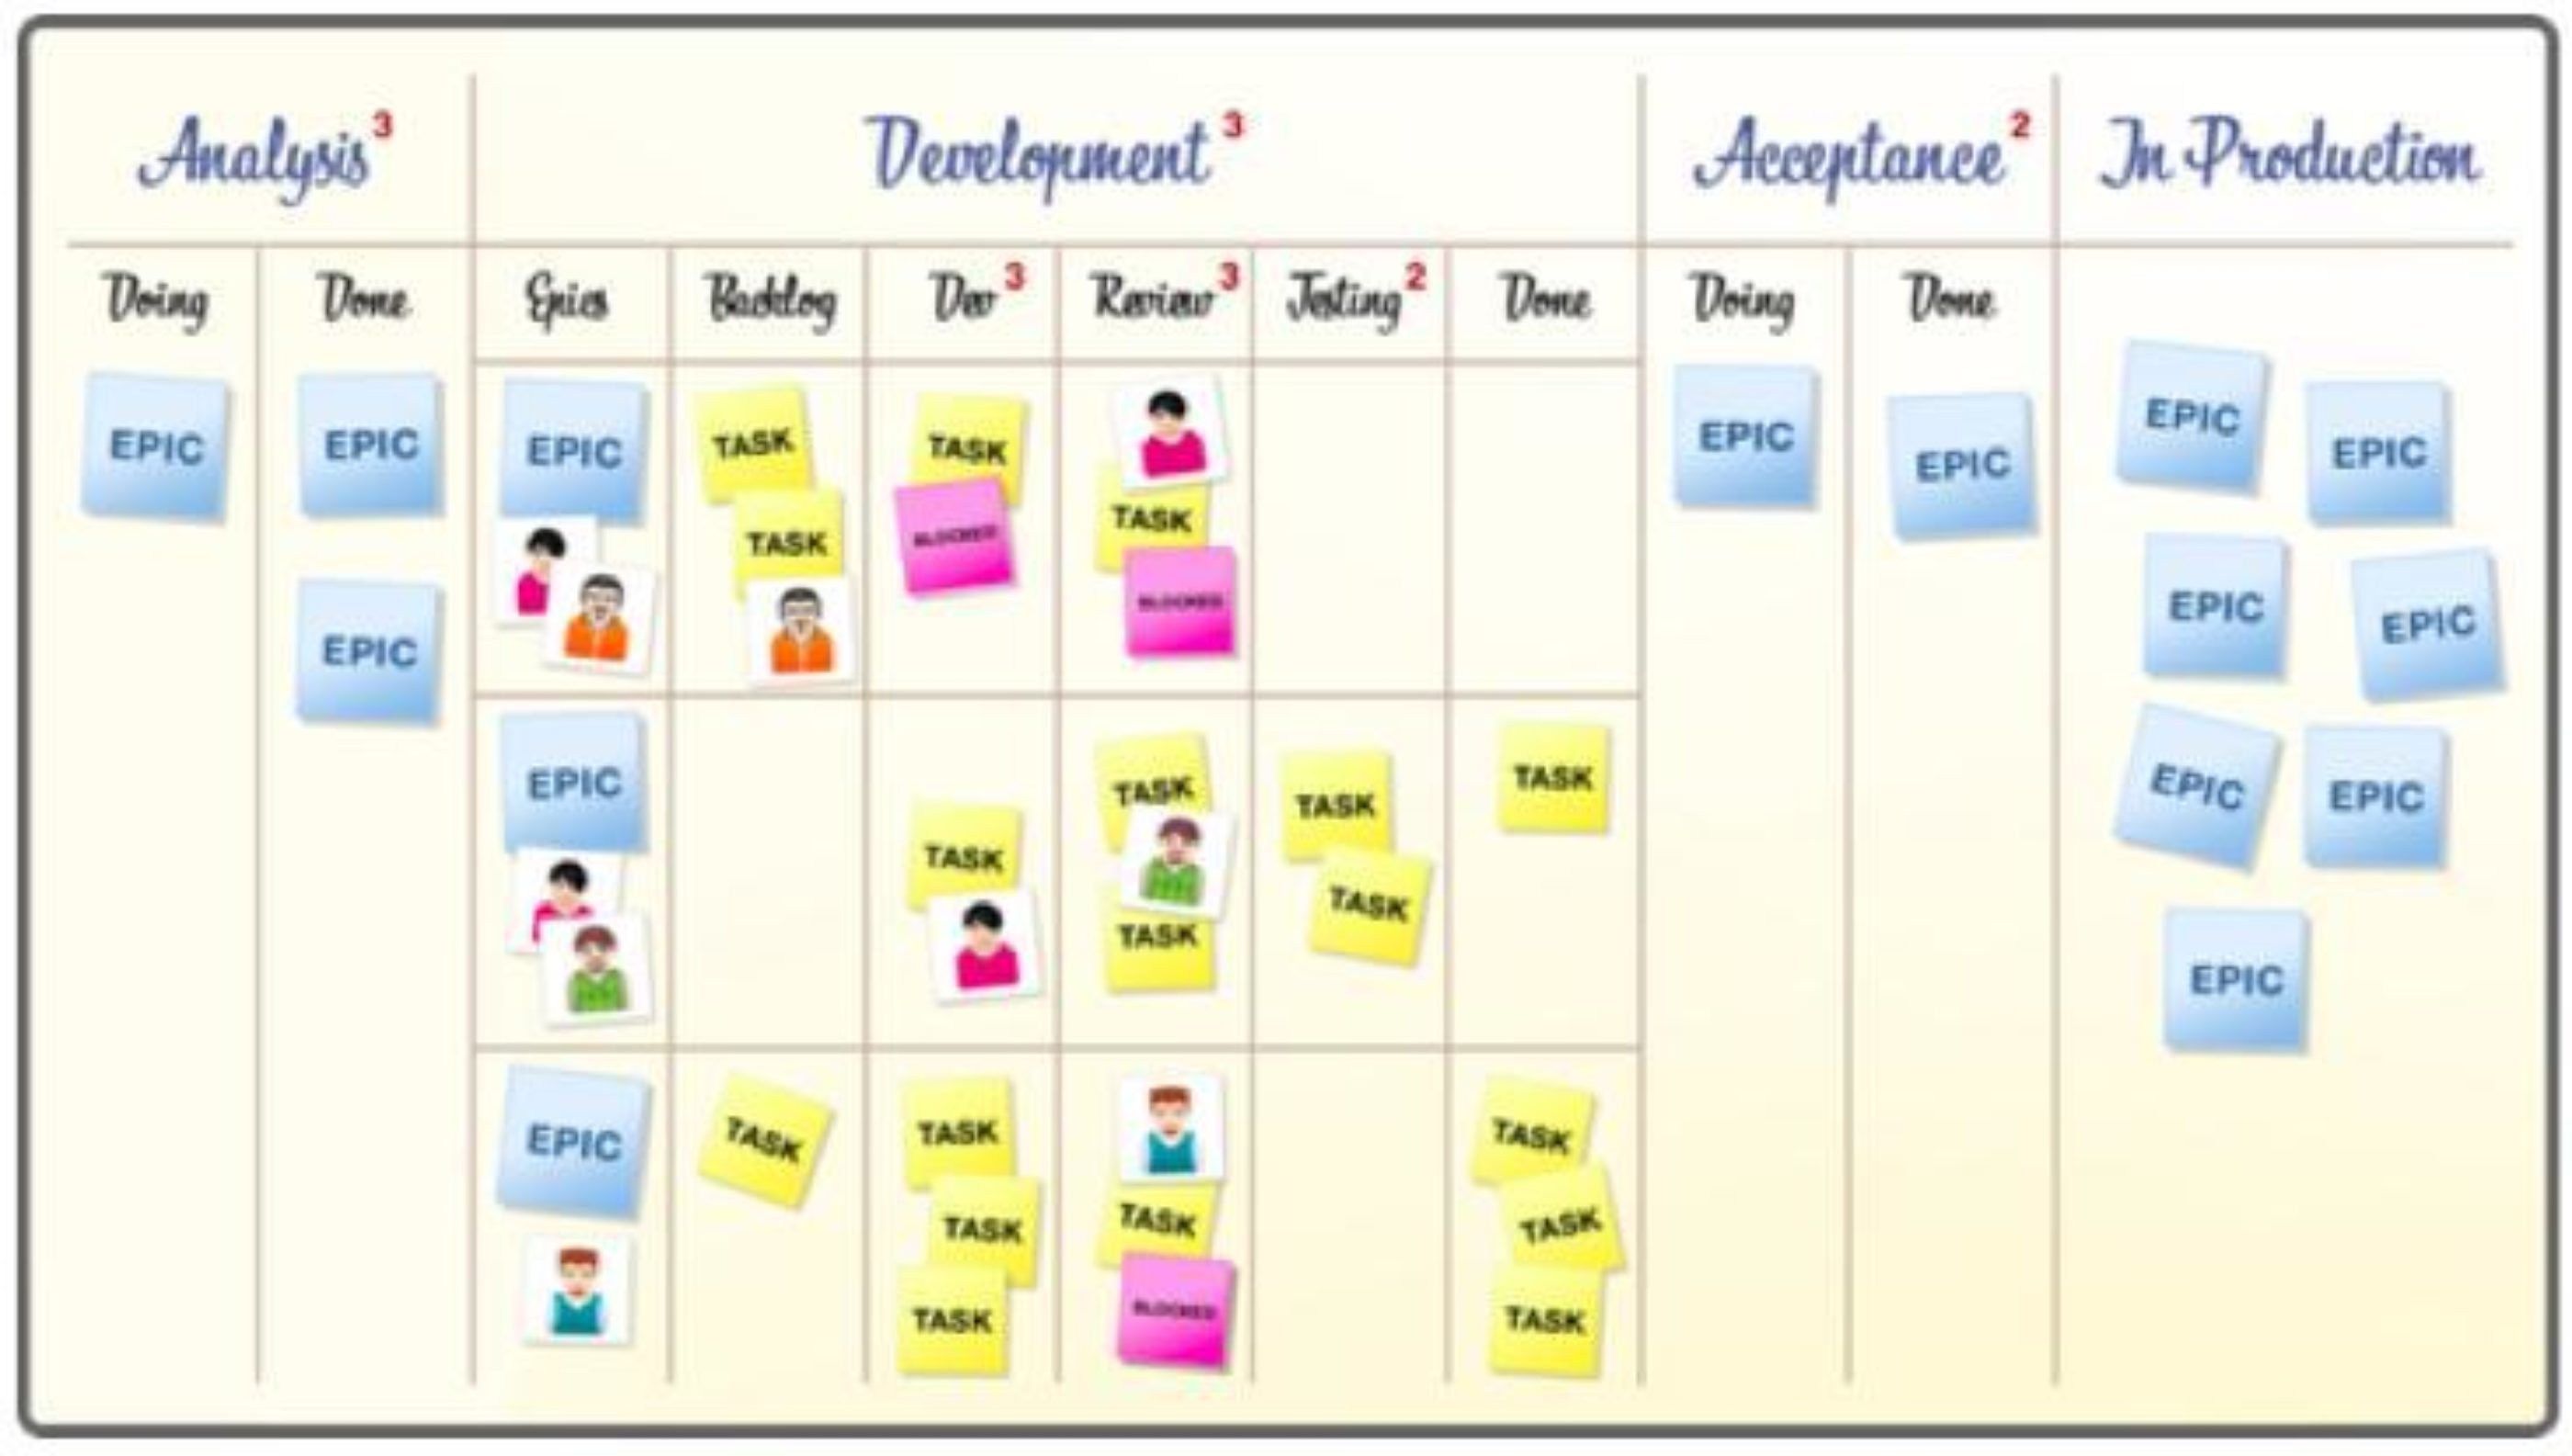 Analysis 3
Development 3
Acceptance 2
In Production
Doing
Done
Epics
Backlog
Dev 3
Review 3
Testing 2
Done
Doing
Done
EPIC
EPIC
EPIC
EPIC
TASK
TASK
TASK
BLOCKED
TASK
BLOCKED
EPIC
TASK
TASK
TASK
TASK
TASK
TASK
EPIC
TASK
TASK
TASK
TASK
TASK
BLOCKED
TASK
TASK
TASK
EPIC
EPIC
EPIC
EPIC
EPIC
EPIC
EPIC
EPIC
EPIC